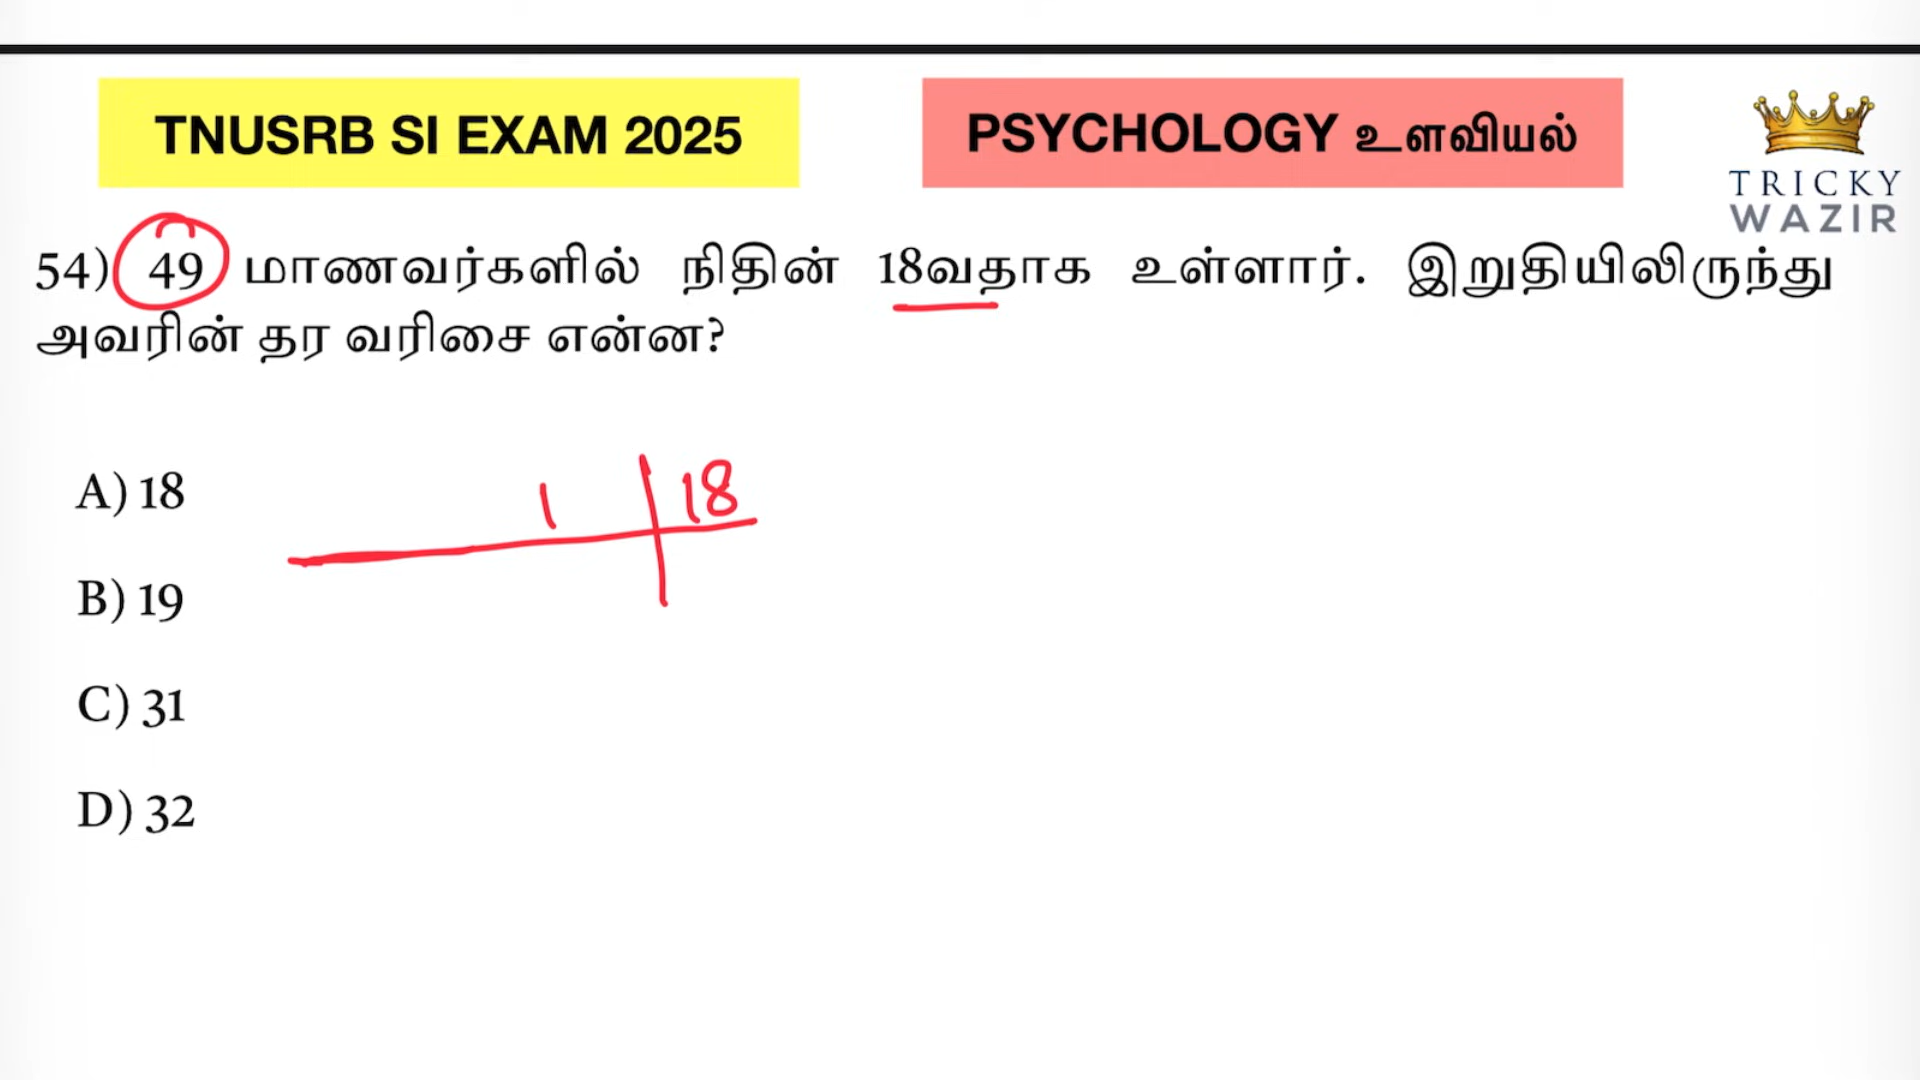 TNUSRB SI EXAM 2025
PSYCHOLOGY உளவியல்
TRICKY
WAZIR
54) 49 மாணவர்களில் நிதின் 18வதாக உள்ளார். இறுதியிலிருந்து
அவரின் தர வரிசை என்ன?
1 18
A) 18
B) 19
C) 31
D) 32